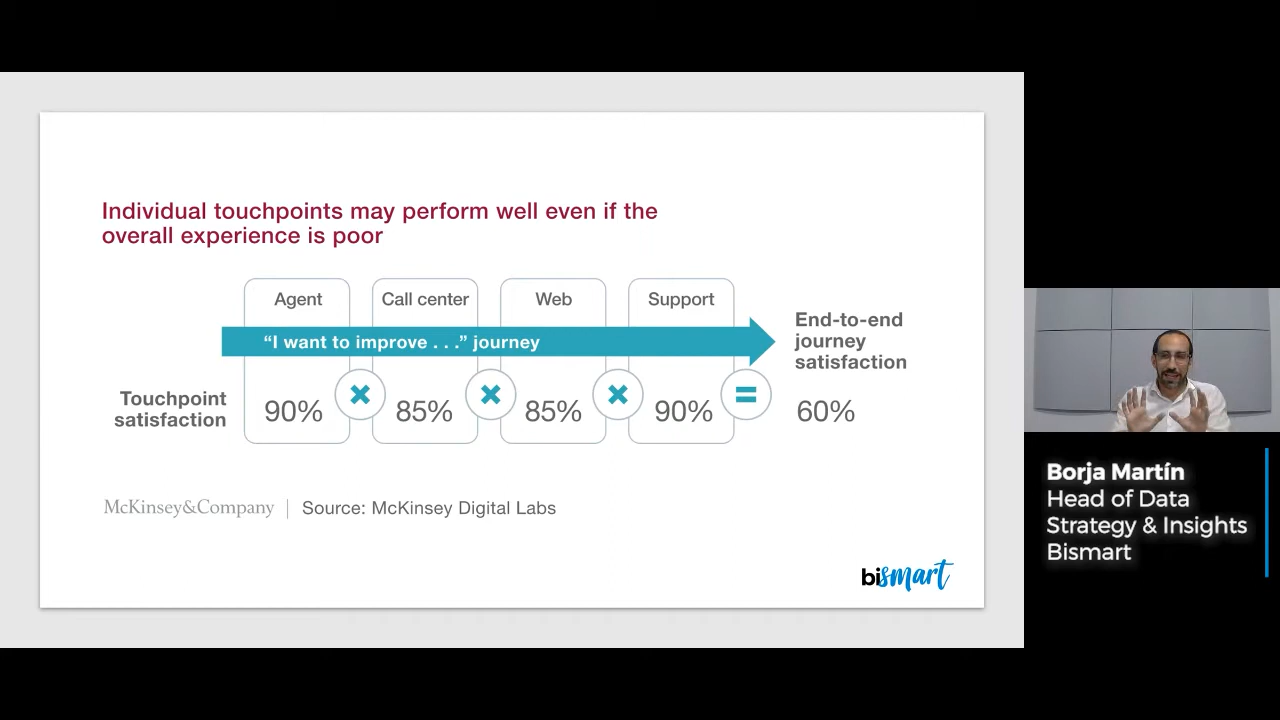 Individual touchpoints may perform well even if the
overall experience is poor
Agent
Call center
Web
Support
“I want to improve . . .” journey
End-to-end
journey
satisfaction
Touchpoint
satisfaction
90%
×
85%
×
85%
×
90%
=
60%
McKinsey&Company | Source: McKinsey Digital Labs
bismart
Borja Martín
Head of Data
Strategy & Insights
Bismart